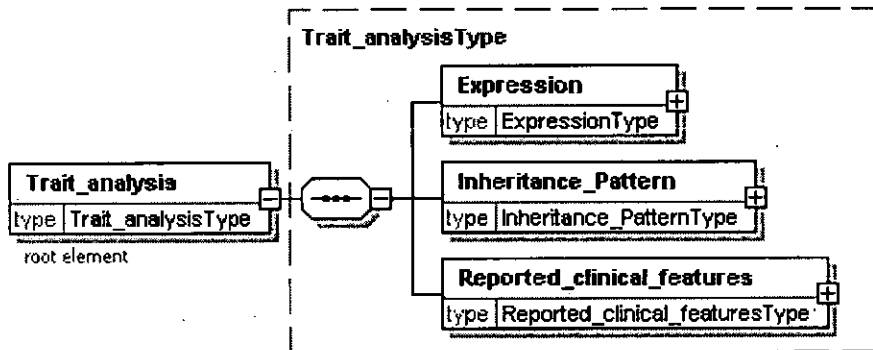 Trait_analysisType
Expression
type ExpressionType
Trait_analysis
type Trait_analysisType
root element
Inheritance_Pattern
type Inheritance_PatternType
Reported_clinical_features
type Reported_clinical_featuresType